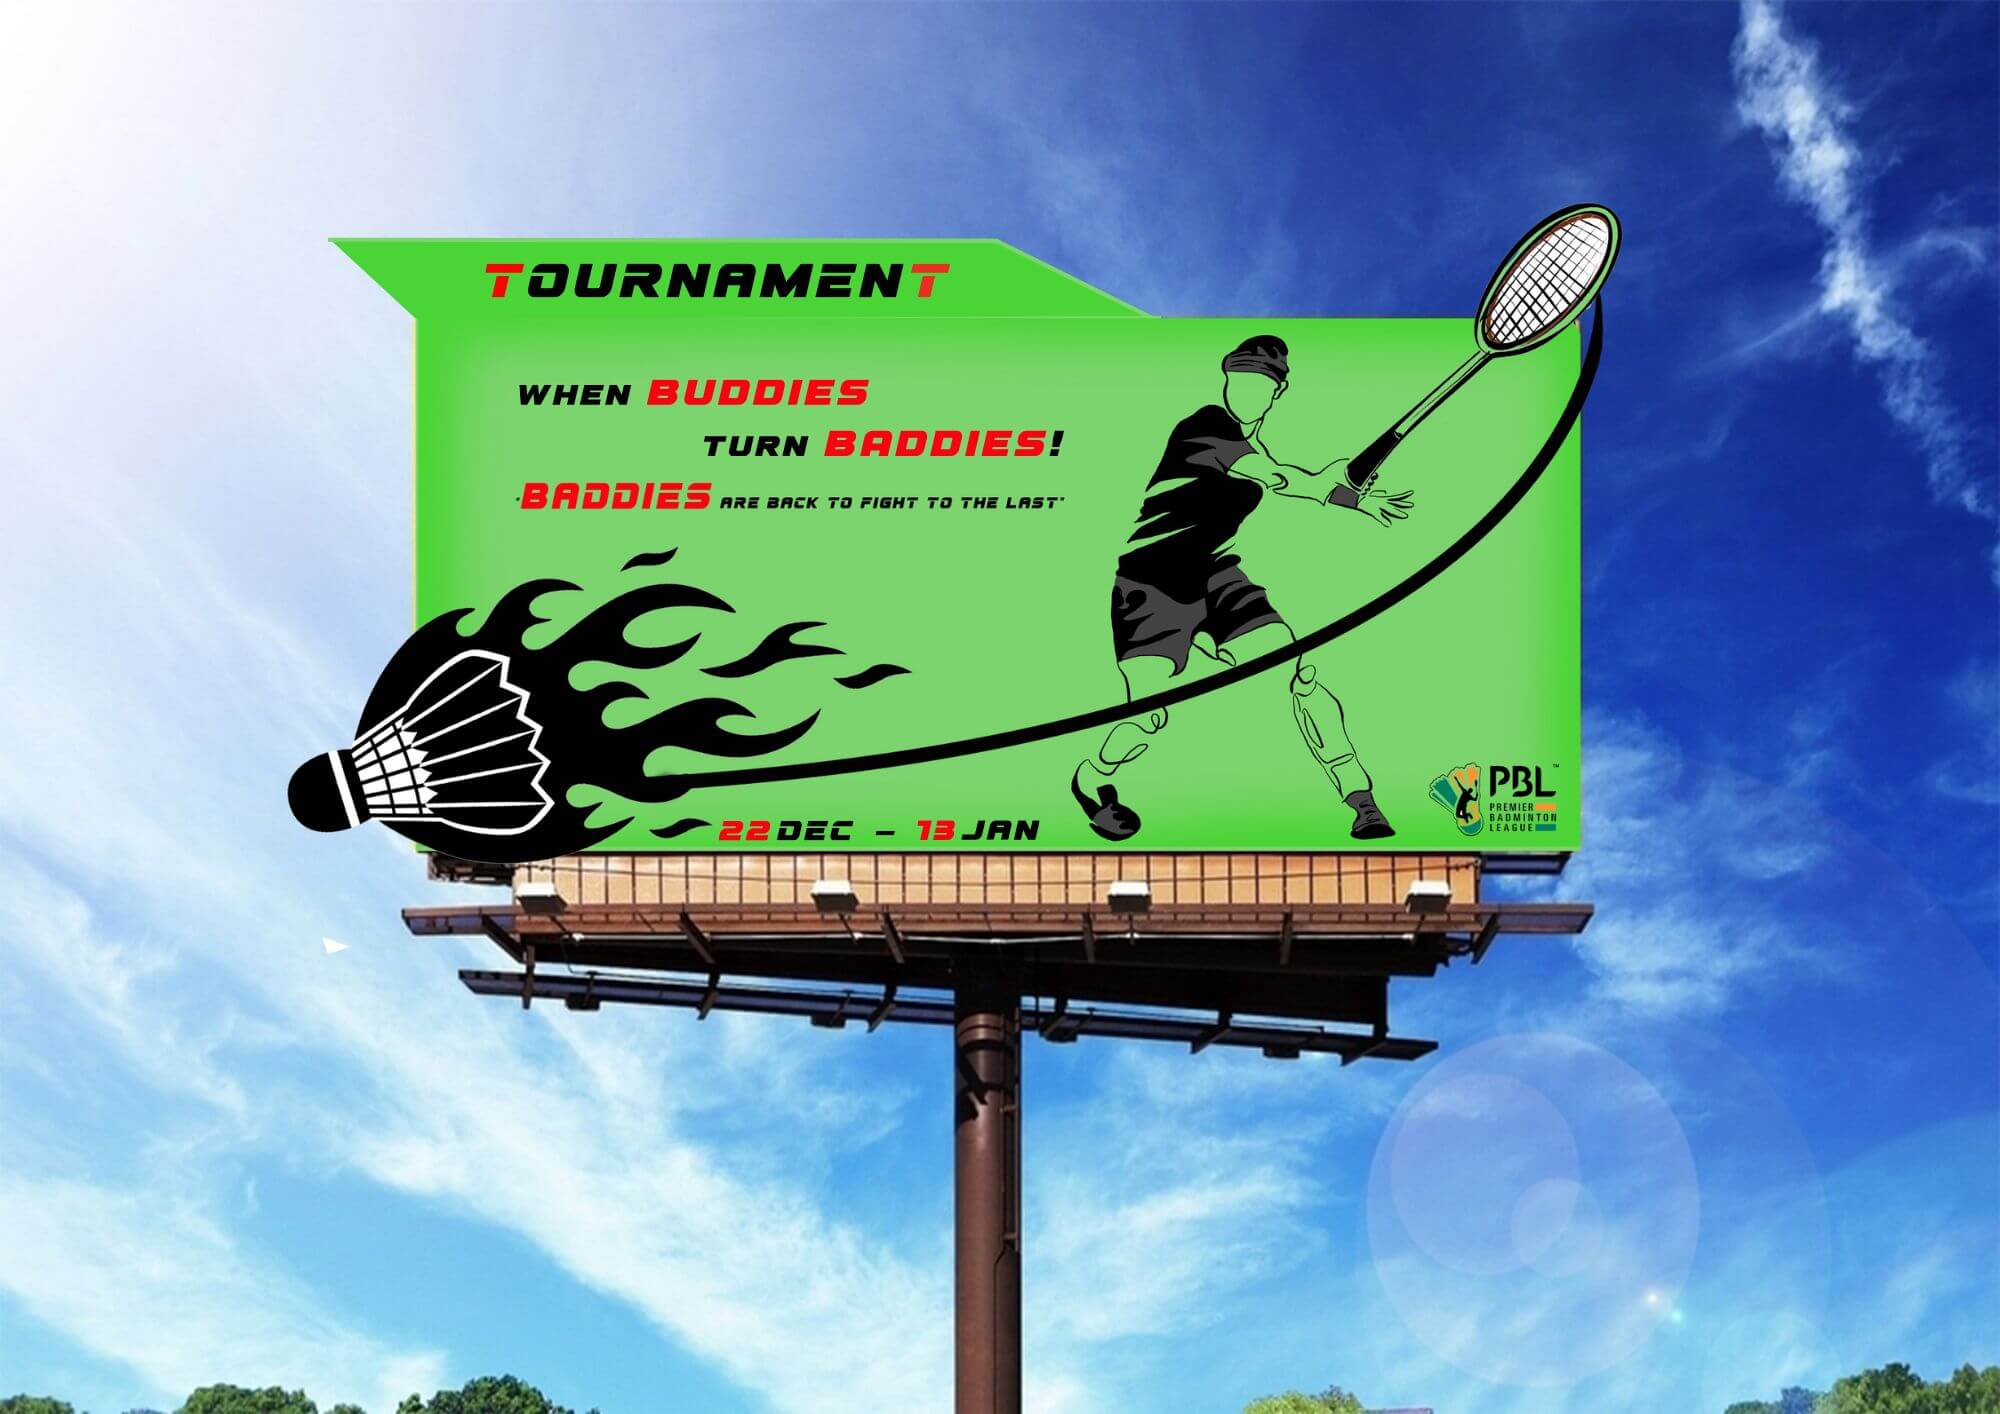 TOURNAMENT
WHEN BUDDIES
TURN BADDIES!
"BADDIES ARE BACK TO FIGHT TO THE LAST"
22 DEC – 13 JAN
PBL™
PREMIER
BADMINTON
LEAGUE